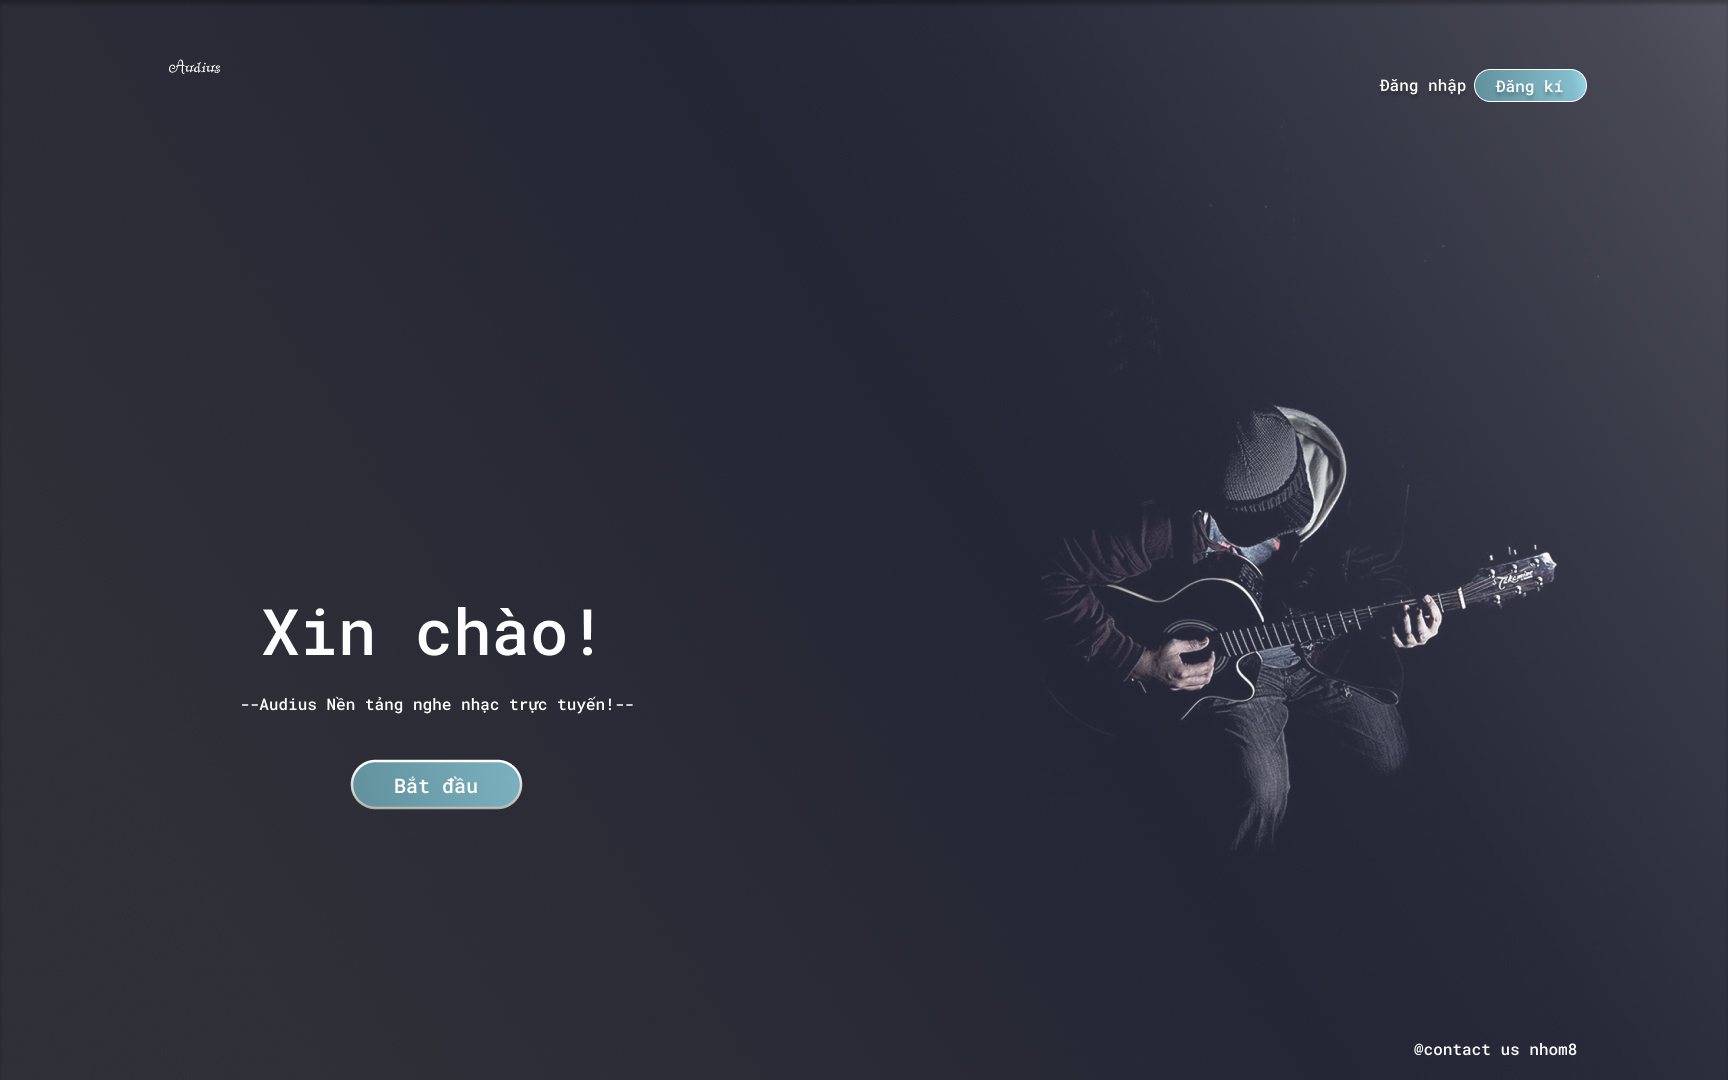 Audius
Đăng nhập
Đăng kí
Takamine
Xin chào!
--Audius Nền tảng nghe nhạc trực tuyến!--
Bắt đầu
@contact us nhom8